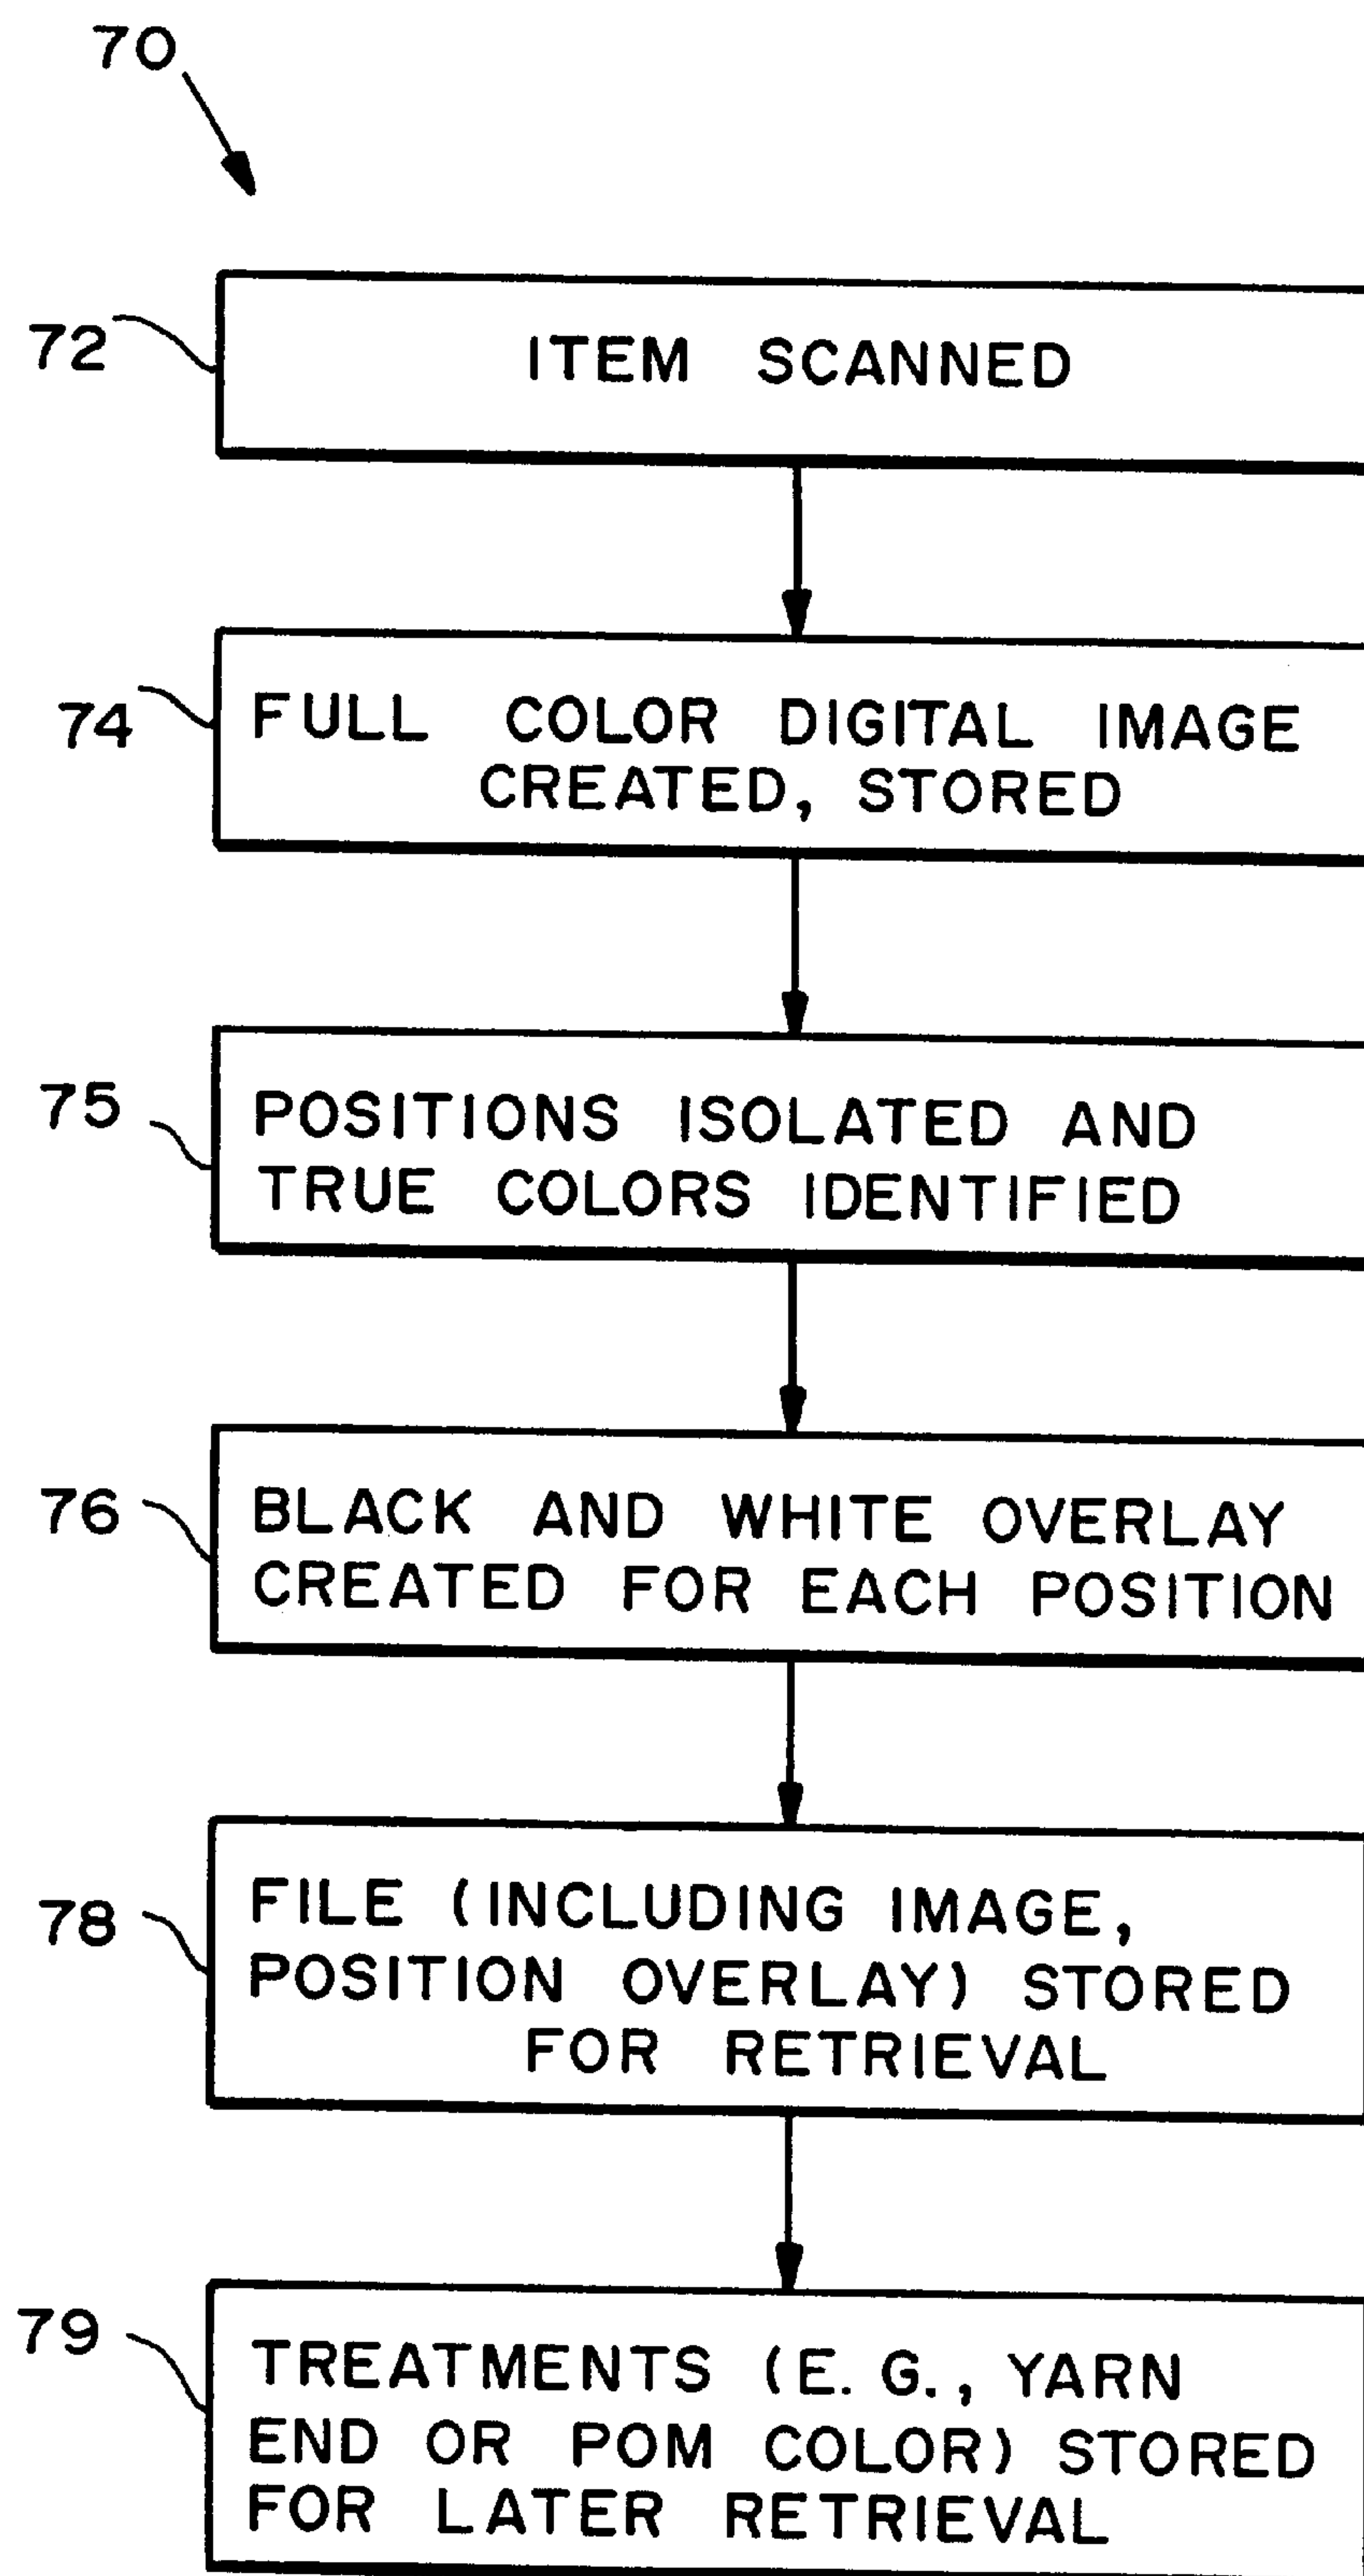 70
72
ITEM SCANNED
74
FULL COLOR DIGITAL IMAGE
CREATED, STORED
75
POSITIONS ISOLATED AND
TRUE COLORS IDENTIFIED
76
BLACK AND WHITE OVERLAY
CREATED FOR EACH POSITION
78
FILE (INCLUDING IMAGE,
POSITION OVERLAY) STORED
FOR RETRIEVAL
79
TREATMENTS (E. G., YARN
END OR POM COLOR) STORED
FOR LATER RETRIEVAL